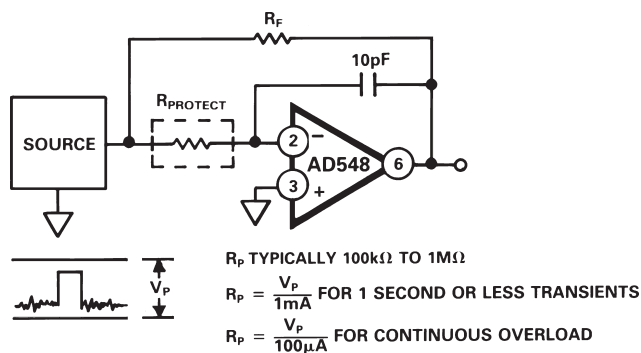 R_F
10pF
R_PROTECT
SOURCE
2
−
AD548
6
3
+
V_P
R_P TYPICALLY 100kΩ TO 1MΩ
R_P = V_P/1mA FOR 1 SECOND OR LESS TRANSIENTS
R_P = V_P/100μA FOR CONTINUOUS OVERLOAD